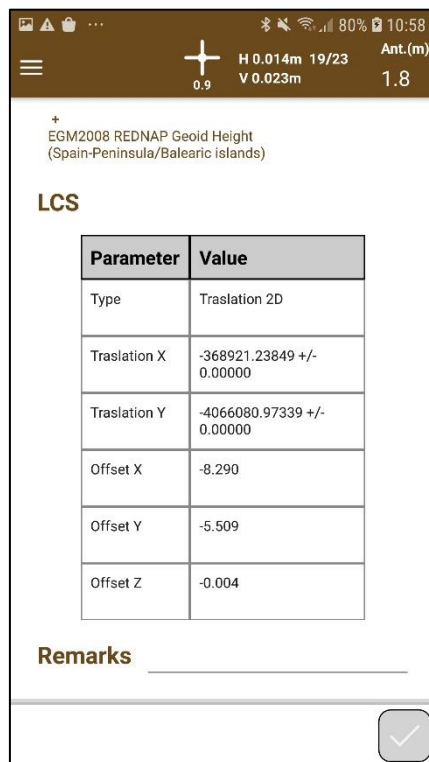 ... 80% 10:58
H 0.014m 19/23 Ant.(m)
0.9 V 0.023m 1.8
+
EGM2008 REDNAP Geoid Height
(Spain-Peninsula/Balearic islands)
LCS
Parameter Value
Type Traslation 2D
Traslation X -368921.23849 +/-
0.00000
Traslation Y -4066080.97339 +/-
0.00000
Offset X -8.290
Offset Y -5.509
Offset Z -0.004
Remarks